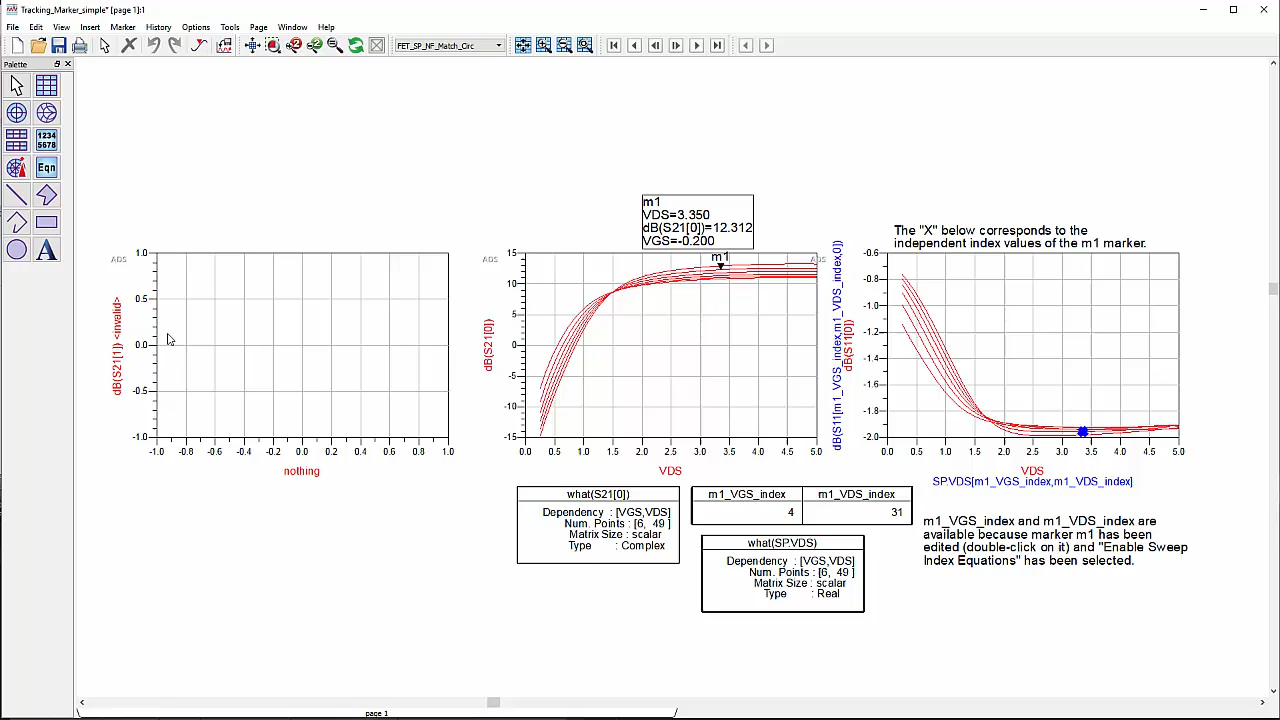 Tracking_Marker_simple* [page 1]:1
File Edit View Insert Marker History Options Tools Page Window Help
FET_SP_NF_Match_Circ
Palette
1234
5678
Eqn
m1
VDS=3.350
dB(S21[0])=12.312
VGS=-0.200
The "X" below corresponds to the
independent index values of the m1 marker.
ADS
1.0
0.5
0.0
-0.5
-1.0
dB(S21[1]) <invalid>
-1.0 -0.8 -0.6 -0.4 -0.2 0.0 0.2 0.4 0.6 0.8 1.0
nothing
ADS
m1
15
10
5
0
-5
-10
-15
dB(S21[0])
0.0 0.5 1.0 1.5 2.0 2.5 3.0 3.5 4.0 4.5 5.0
VDS
ADS
dB(S11[m1_VGS_index,m1_VDS_index,0])
dB(S11[0])
-0.6
-0.8
-1.0
-1.2
-1.4
-1.6
-1.8
-2.0
0.0 0.5 1.0 1.5 2.0 2.5 3.0 3.5 4.0 4.5 5.0
VDS
SP.VDS[m1_VGS_index,m1_VDS_index]
what(S21[0])
Dependency : [VGS,VDS]
Num. Points : [6, 49 ]
Matrix Size : scalar
Type : Complex
m1_VGS_index m1_VDS_index
4 31
what(SP.VDS)
Dependency : [VGS,VDS]
Num. Points : [6, 49 ]
Matrix Size : scalar
Type : Real
m1_VGS_index and m1_VDS_index are
available because marker m1 has been
edited (double-click on it) and "Enable Sweep
Index Equations" has been selected.
page 1